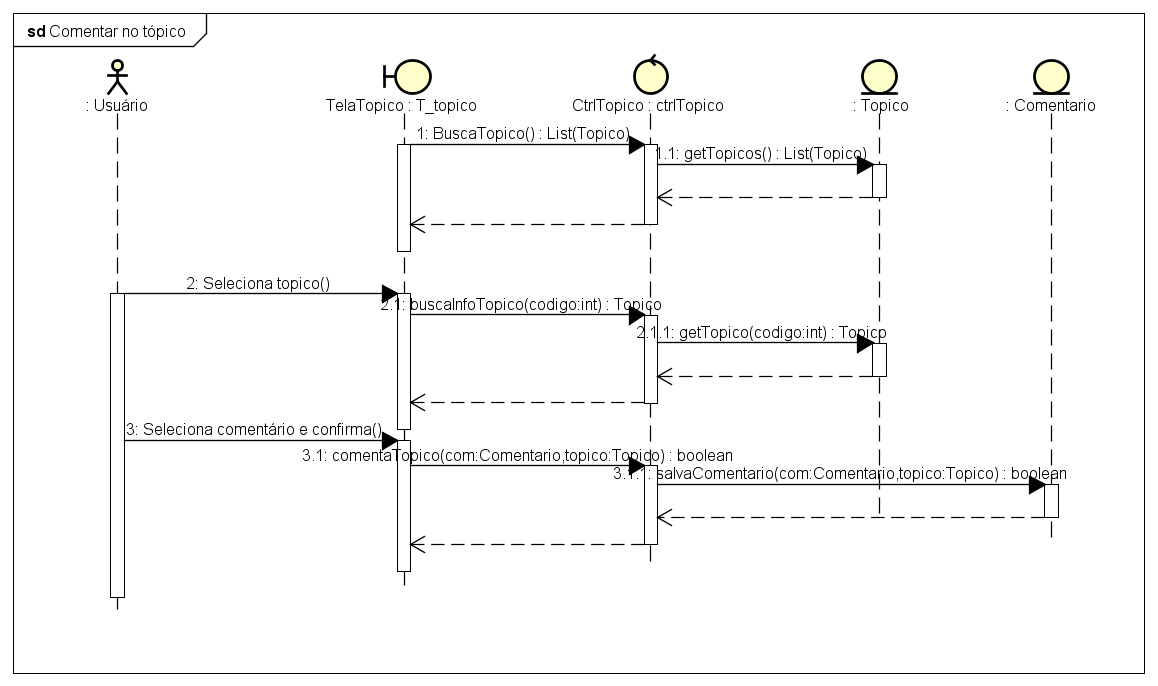 sd Comentar no tópico
: Usuário
TelaTopico : T_topico
CtrlTopico : ctrlTopico
: Topico
: Comentario
1: BuscaTopico() : List(Topico)
1.1: getTopicos() : List(Topico)
2: Seleciona topico()
2.1: buscaInfoTopico(codigo:int) : Topico
2.1.1: getTopico(codigo:int) : Topico
3: Seleciona comentário e confirma()
3.1: comentaTopico(com:Comentario,topico:Topico) : boolean
3.1.1: salvaComentario(com:Comentario,topico:Topico) : boolean